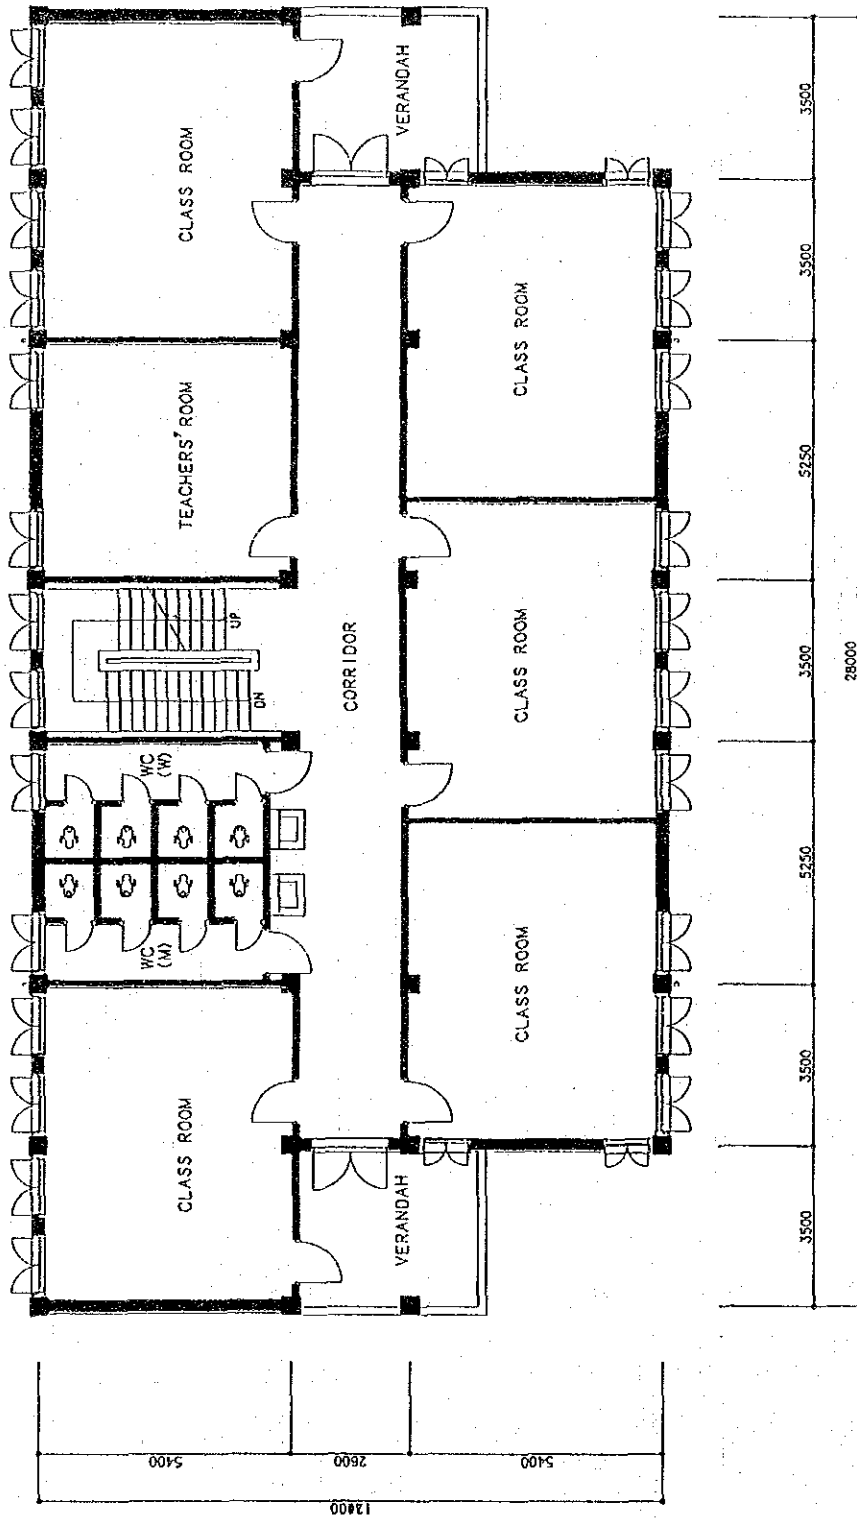 CLASS ROOM
WC
(M)
WC
(W)
DN
UP
TEACHERS' ROOM
CLASS ROOM
VERANDAH
CORRIDOR
VERANDAH
CLASS ROOM
CLASS ROOM
CLASS ROOM
5400
2600
5400
13400
3500
3500
5250
3500
5250
3500
3500
28000